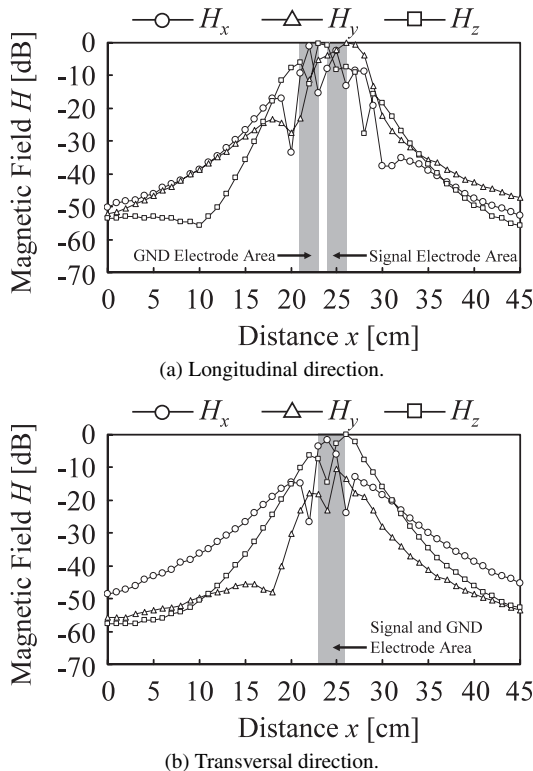 Hx Hy Hz
Magnetic Field H [dB]
0
-10
-20
-30
-40
-50
-60
-70
GND Electrode Area
Signal Electrode Area
0 5 10 15 20 25 30 35 40 45
Distance x [cm]
(a) Longitudinal direction.
Hx Hy Hz
Magnetic Field H [dB]
0
-10
-20
-30
-40
-50
-60
-70
Signal and GND
Electrode Area
0 5 10 15 20 25 30 35 40 45
Distance x [cm]
(b) Transversal direction.